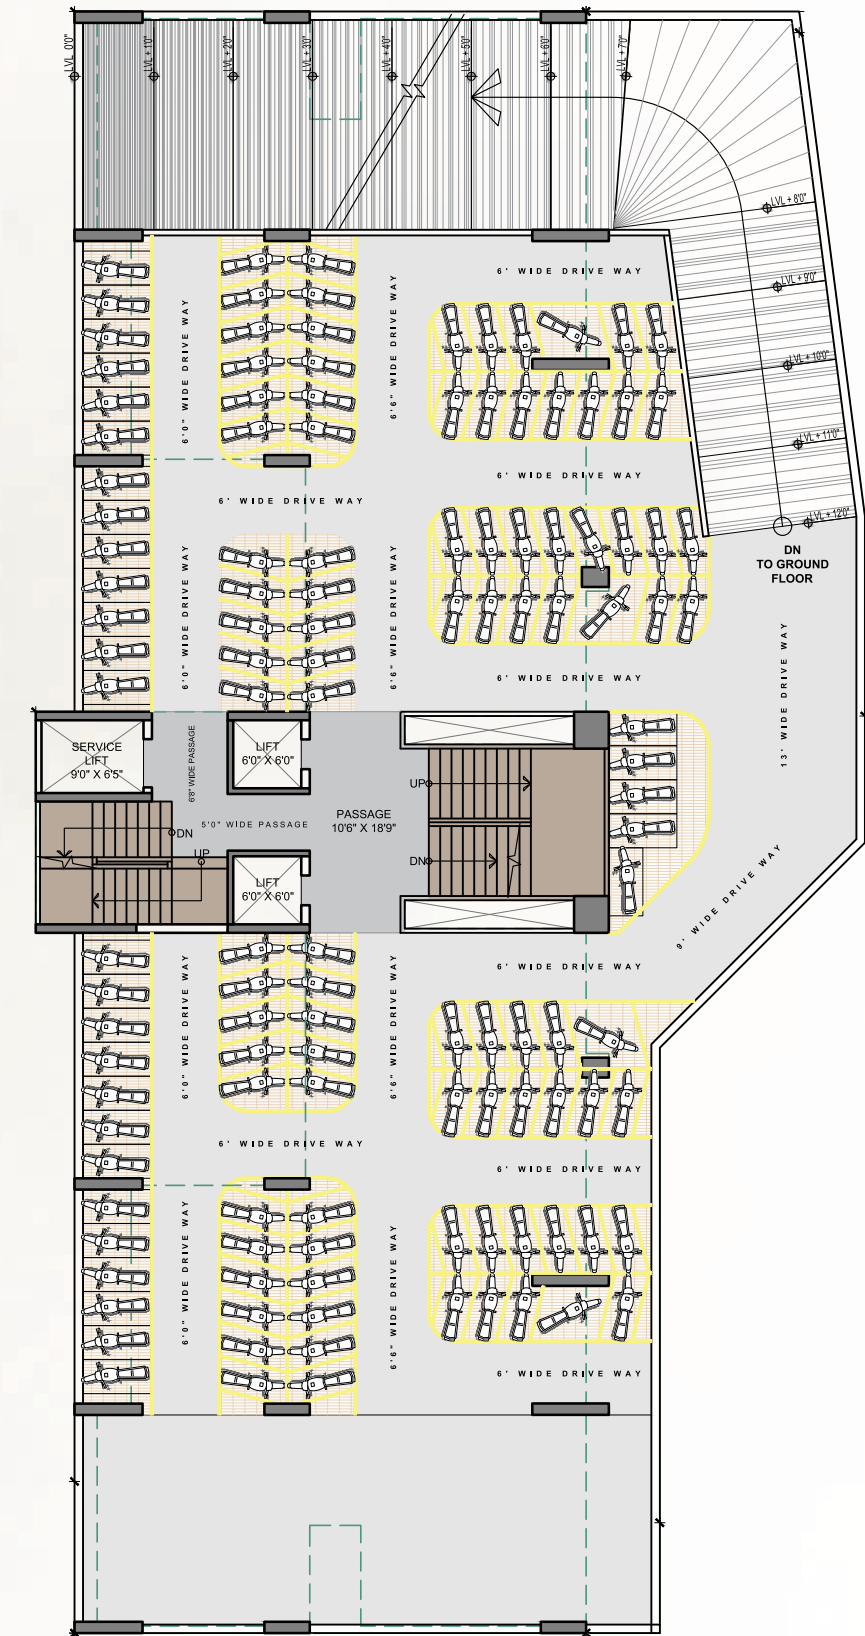 LVL 0'0"
LVL + 1'0"
LVL + 2'0"
LVL + 3'0"
LVL + 4'0"
LVL + 5'0"
LVL + 6'0"
LVL + 7'0"
LVL + 8'0"
LVL + 9'0"
LVL + 10'0"
LVL + 11'0"
LVL + 12'0"
DN
TO GROUND
FLOOR
6' WIDE DRIVE WAY
6'0" WIDE DRIVE WAY
6'6" WIDE DRIVE WAY
6' WIDE DRIVE WAY
6' WIDE DRIVE WAY
6'0" WIDE DRIVE WAY
6'6" WIDE DRIVE WAY
6' WIDE DRIVE WAY
13' WIDE DRIVE WAY
SERVICE
LIFT
9'0" X 6'5"
6'8" WIDE PASSAGE
LIFT
6'0" X 6'0"
UP
5'0" WIDE PASSAGE
PASSAGE
10'6" X 18'9"
DN
UP
DN
LIFT
6'0" X 6'0"
9' WIDE DRIVE WAY
6' WIDE DRIVE WAY
6'0" WIDE DRIVE WAY
6'6" WIDE DRIVE WAY
6' WIDE DRIVE WAY
6' WIDE DRIVE WAY
6'0" WIDE DRIVE WAY
6'6" WIDE DRIVE WAY
6' WIDE DRIVE WAY